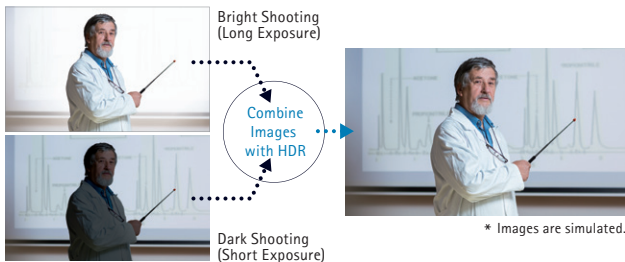 Bright Shooting
(Long Exposure)
Combine
Images
with HDR
Dark Shooting
(Short Exposure)
* Images are simulated.